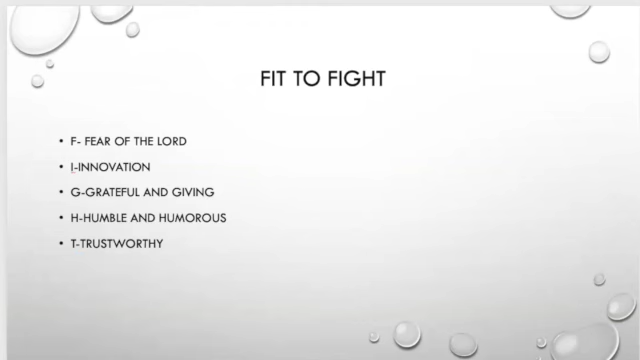 FIT TO FIGHT
• F- FEAR OF THE LORD
• I-INNOVATION
• G-GRATEFUL AND GIVING
• H-HUMBLE AND HUMOROUS
• T-TRUSTWORTHY